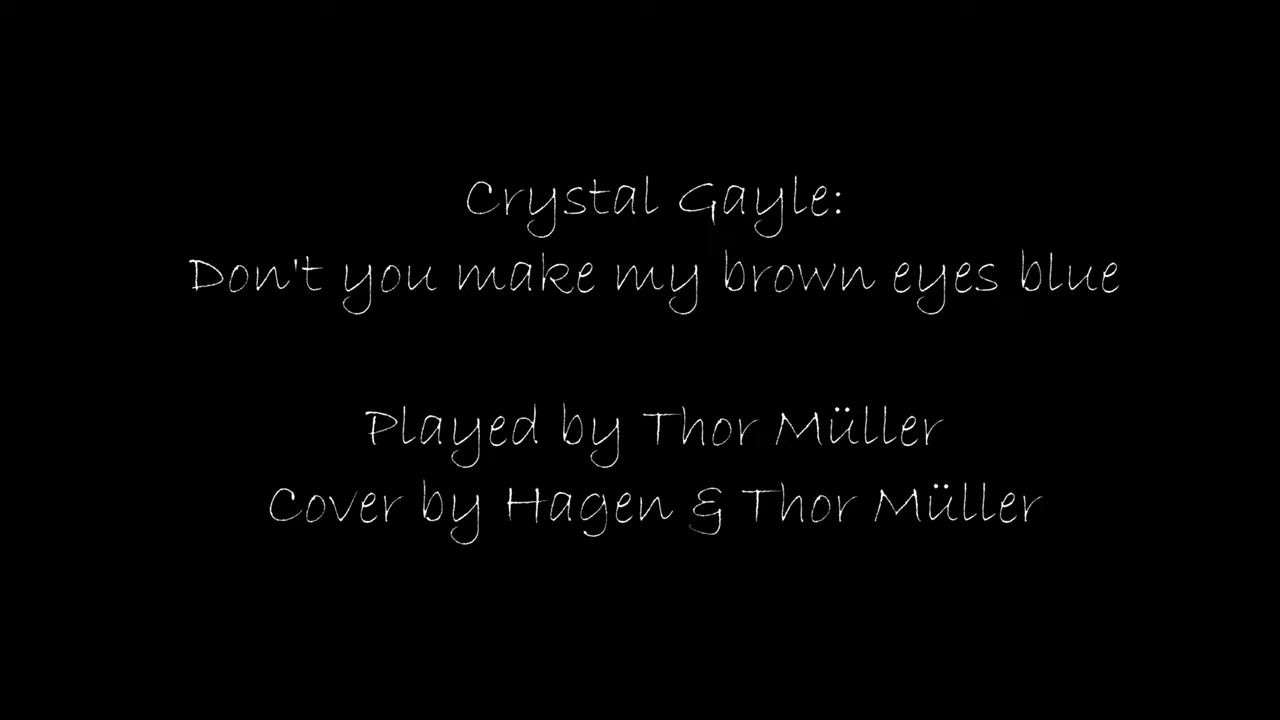 Crystal Gayle:
Don't you make my brown eyes blue
Played by Thor Müller
Cover by Hagen & Thor Müller